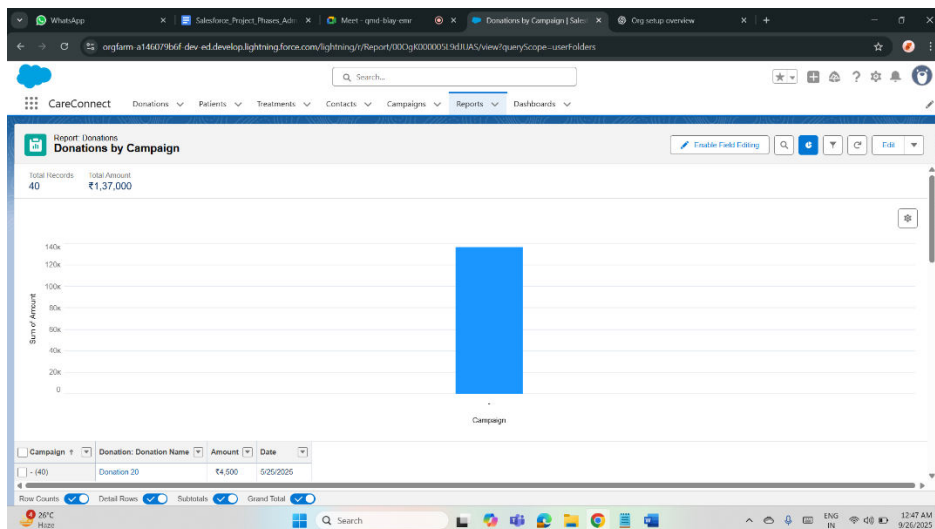 WhatsApp
Salesforce_Project_Phases_Adm
Meet - qmd-biay-emr
Donations by Campaign | Sales
Org setup overview
orgfarm-a146079b6f-dev-ed.develop.lightning.force.com/lightning/r/Report/00OgK000005L9dJUAS/view?queryScope=userFolders
Search...
CareConnect
Donations
Patients
Treatments
Contacts
Campaigns
Reports
Dashboards
Report: Donations
Donations by Campaign
Enable Field Editing
Edit
Total Records
Total Amount
40
₹1,37,000
140K
120K
100K
80K
60K
40K
20K
0
Sum of Amount
-
Campaign
Campaign ↑
Donation: Donation Name
Amount
Date
- (40)
Donation 20
₹4,500
5/25/2025
Row Counts
Detail Rows
Subtotals
Grand Total
26°C
Haze
Search
ENG
IN
12:47 AM
9/26/2025